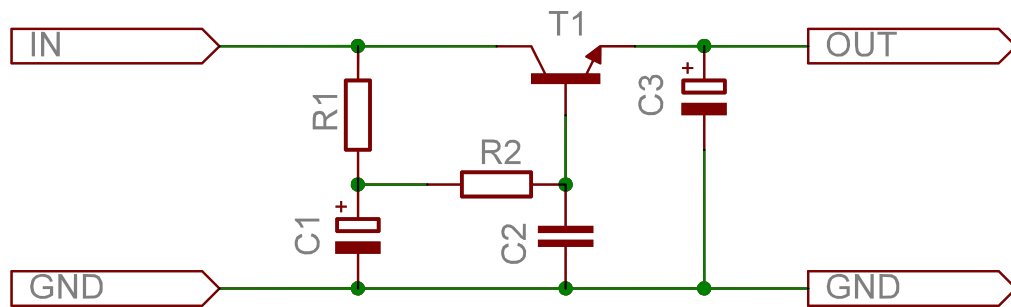 T1
IN
OUT
C3
R1
R2
+
+
C1
C2
GND
GND